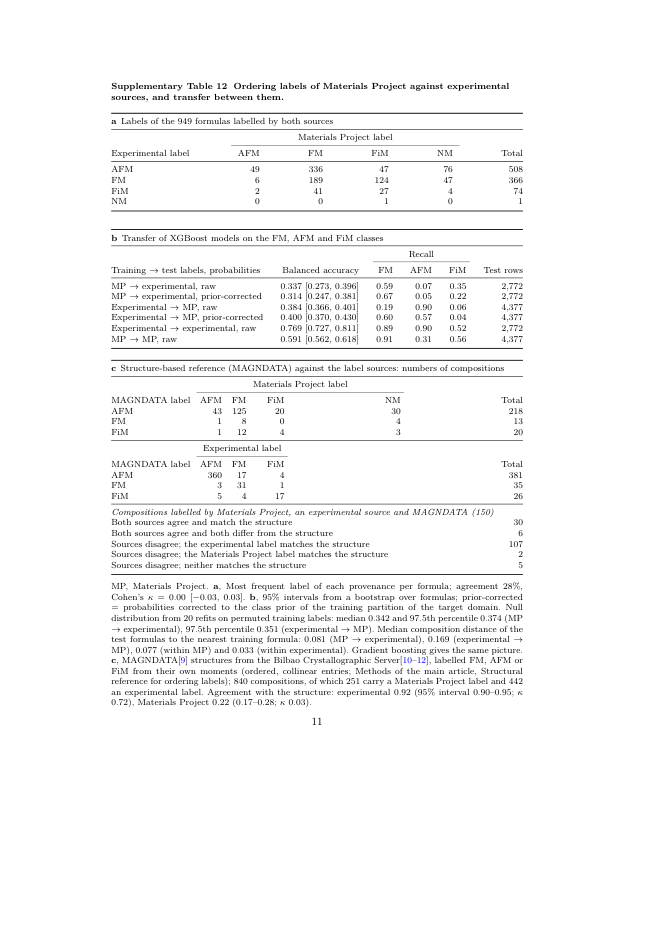 Supplementary Table 12 Ordering labels of Materials Project against experimental
sources, and transfer between them.
a Labels of the 949 formulas labelled by both sources
Materials Project label
Experimental label AFM FM FiM NM Total
AFM 49 336 47 76 508
FM 6 189 124 47 366
FiM 2 41 27 4 74
NM 0 0 1 0 1
b Transfer of XGBoost models on the FM, AFM and FiM classes
Recall
Training → test labels, probabilities Balanced accuracy FM AFM FiM Test rows
MP → experimental, raw 0.337 [0.273, 0.396] 0.59 0.07 0.35 2,772
MP → experimental, prior-corrected 0.314 [0.247, 0.381] 0.67 0.05 0.22 2,772
Experimental → MP, raw 0.384 [0.366, 0.401] 0.19 0.90 0.06 4,377
Experimental → MP, prior-corrected 0.400 [0.370, 0.430] 0.60 0.57 0.04 4,377
Experimental → experimental, raw 0.769 [0.727, 0.811] 0.89 0.90 0.52 2,772
MP → MP, raw 0.591 [0.562, 0.618] 0.91 0.31 0.56 4,377
c Structure-based reference (MAGNDATA) against the label sources: numbers of compositions
Materials Project label
MAGNDATA label AFM FM FiM NM Total
AFM 43 125 20 30 218
FM 1 8 0 4 13
FiM 1 12 4 3 20
Experimental label
MAGNDATA label AFM FM FiM Total
AFM 360 17 4 381
FM 3 31 1 35
FiM 5 4 17 26
Compositions labelled by Materials Project, an experimental source and MAGNDATA (150)
Both sources agree and match the structure 30
Both sources agree and both differ from the structure 6
Sources disagree; the experimental label matches the structure 107
Sources disagree; the Materials Project label matches the structure 2
Sources disagree; neither matches the structure 5
MP, Materials Project. a, Most frequent label of each provenance per formula; agreement 28%,
Cohen's κ = 0.00 [−0.03, 0.03]. b, 95% intervals from a bootstrap over formulas; prior-corrected
= probabilities corrected to the class prior of the training partition of the target domain. Null
distribution from 20 refits on permuted training labels: median 0.342 and 97.5th percentile 0.374 (MP
→ experimental), 97.5th percentile 0.351 (experimental → MP). Median composition distance of the
test formulas to the nearest training formula: 0.081 (MP → experimental), 0.169 (experimental →
MP), 0.077 (within MP) and 0.033 (within experimental). Gradient boosting gives the same picture.
c, MAGNDATA[9] structures from the Bilbao Crystallographic Server[10–12], labelled FM, AFM or
FiM from their own moments (ordered, collinear entries; Methods of the main article, Structural
reference for ordering labels); 840 compositions, of which 251 carry a Materials Project label and 442
an experimental label. Agreement with the structure: experimental 0.92 (95% interval 0.90–0.95; κ
0.72), Materials Project 0.22 (0.17–0.28; κ 0.03).
11